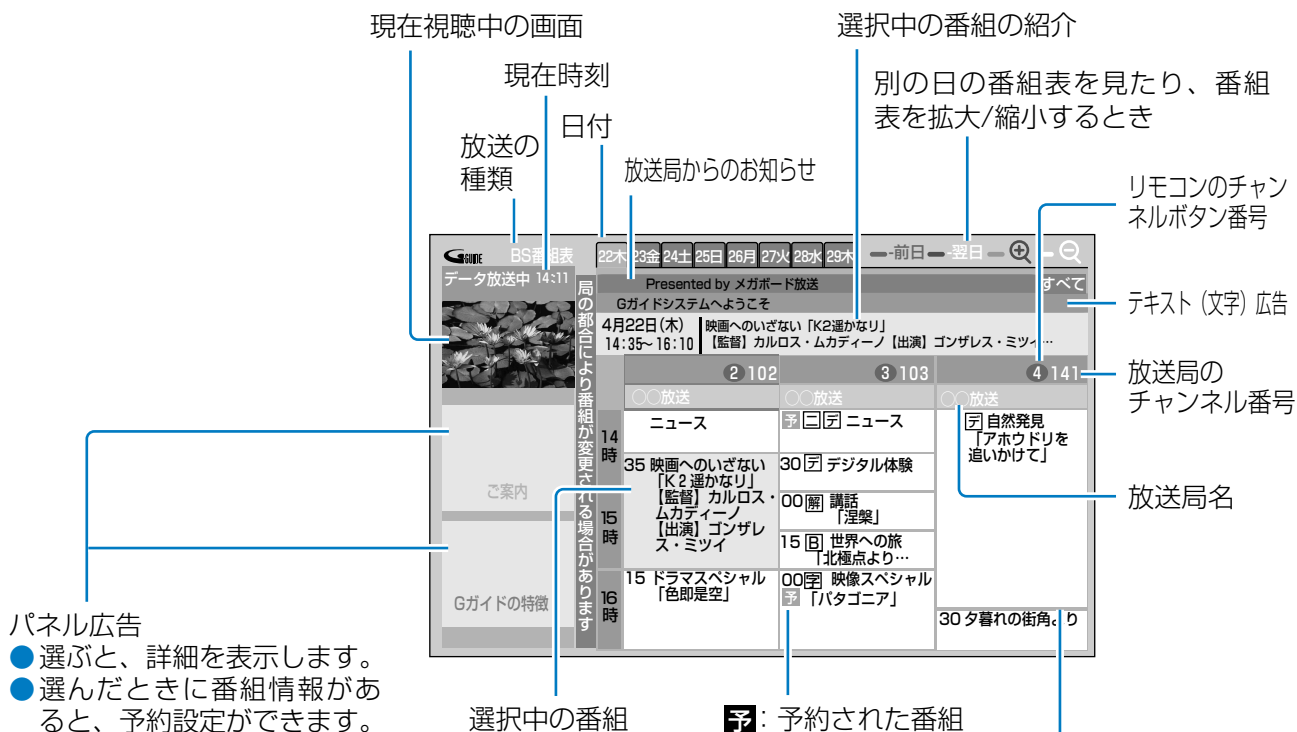 現在視聴中の画面
選択中の番組の紹介
現在時刻
別の日の番組表を見たり、番組
表を拡大/縮小するとき
日付
放送の
種類
放送局からのお知らせ
リモコンのチャン
ネルボタン番号
GGUIDE BS番組表 22木 23金 24土 25日 26月 27火 28水 29木 -前日 -翌日
データ放送中 14:11
Presented by メガポート放送 すべて
Gガイドシステムへようこそ
テキスト（文字）広告
4月22日(木) 映画へのいざない「K2遥かなり」
14:35~16:10 【監督】カルロス・ムカディーノ【出演】ゴンザレス・ミツイ…
局の都合により番組が変更される場合があります
2 102 3 103 4 141
放送局の
チャンネル番号
○○放送 ○○放送 ○○放送
14時
ニュース
35 映画へのいざない
「K2遥かなり」
【監督】カルロス・
ムカディーノ
【出演】ゴンザレ
ス・ミツイ
15時
15 ドラマスペシャル
「色即是空」
16時
予 二 デ ニュース
30 デ デジタル体験
00 解 講話
「涅槃」
15 B 世界への旅
「北極点より…
00 字 映像スペシャル
予 「パタゴニア」
デ 自然発見
「アホウドリを
追いかけて」
30 夕暮れの街角より
放送局名
ご案内
Gガイドの特徴
パネル広告
●選ぶと、詳細を表示します。
●選んだときに番組情報があ
ると、予約設定ができます。
選択中の番組
予：予約された番組